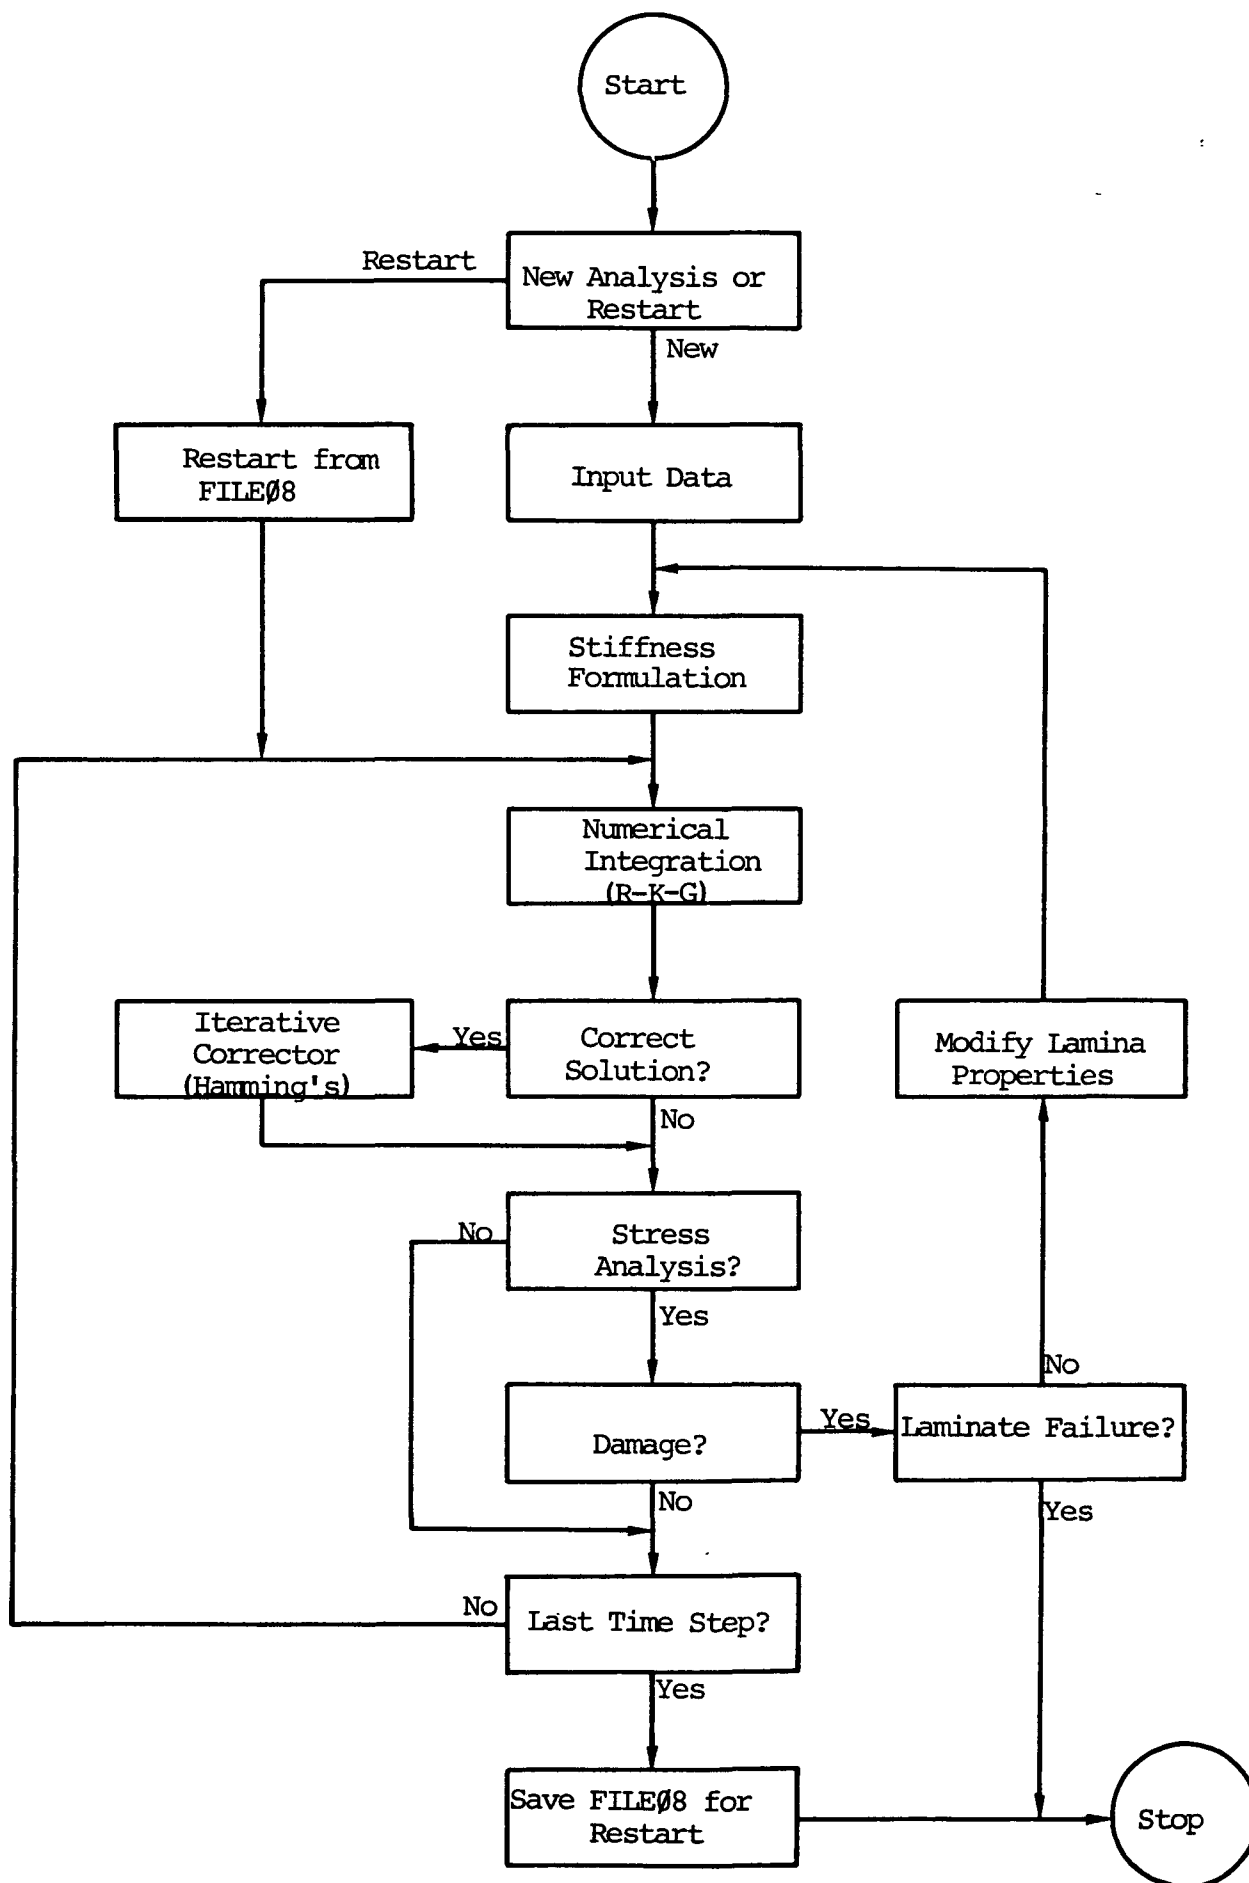 Start
Restart
New Analysis or
Restart
New
Restart from
FILEØ8
Input Data
Stiffness
Formulation
Numerical
Integration
(R-K-G)
Iterative
Corrector
(Hamming's)
Yes
Correct
Solution?
No
Modify Lamina
Properties
No
Stress
Analysis?
Yes
No
Damage?
Yes
Laminate Failure?
No
Yes
No
Last Time Step?
Yes
Save FILEØ8 for
Restart
Stop